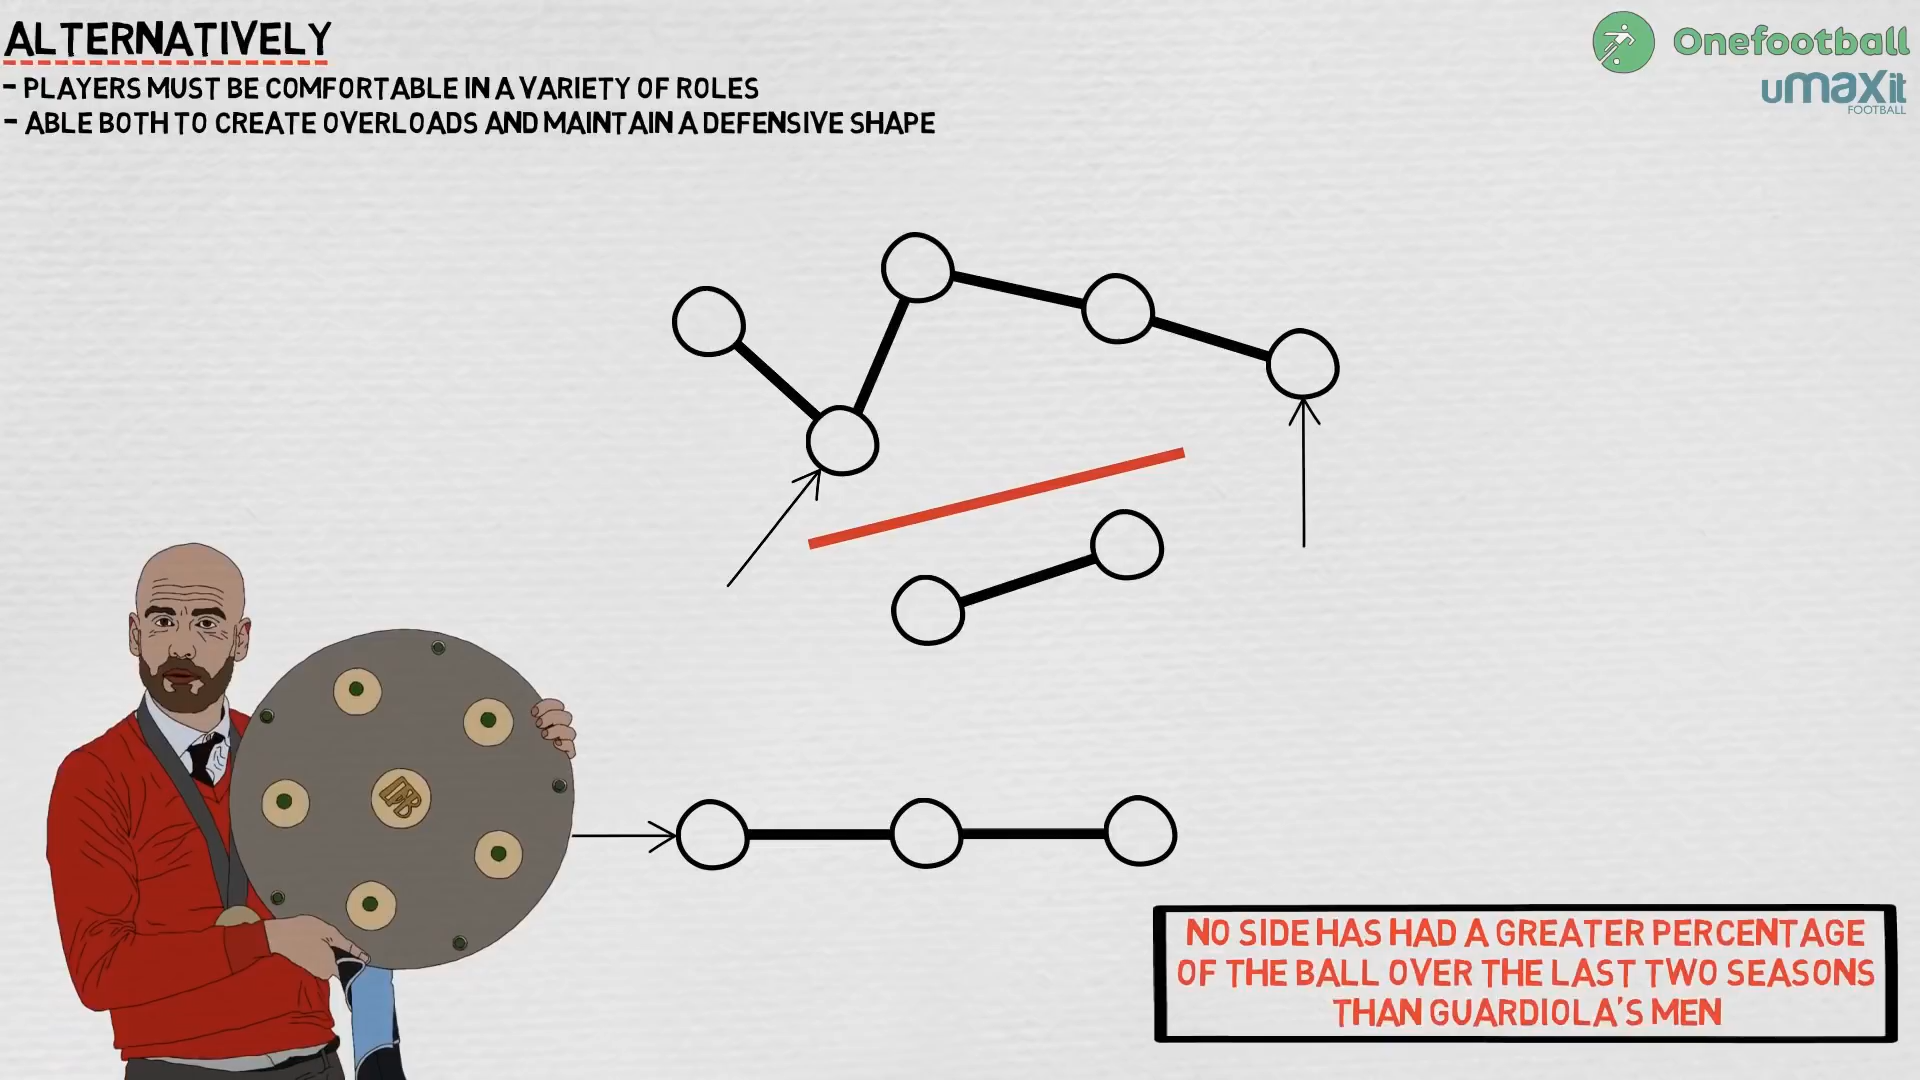 ALTERNATIVELY
- PLAYERS MUST BE COMFORTABLE IN A VARIETY OF ROLES
- ABLE BOTH TO CREATE OVERLOADS AND MAINTAIN A DEFENSIVE SHAPE
Onefootball
uMAXit
FOOTBALL
NO SIDE HAS HAD A GREATER PERCENTAGE
OF THE BALL OVER THE LAST TWO SEASONS
THAN GUARDIOLA'S MEN